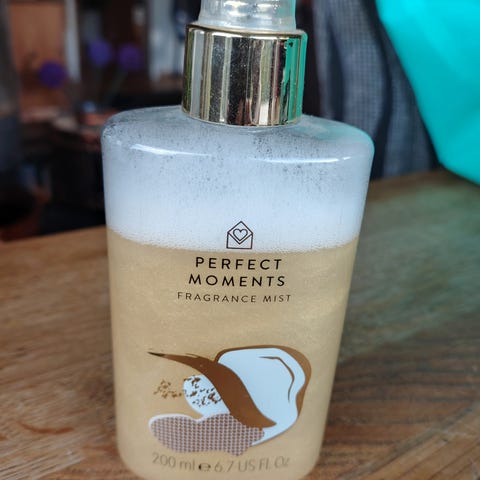 PERFECT
MOMENTS
FRAGRANCE MIST
200 ml ℮ 6.7 US Fl. Oz